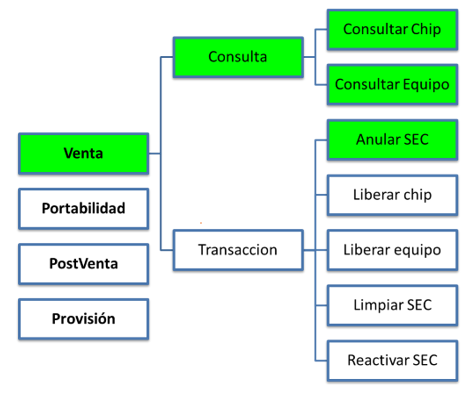 Venta
Portabilidad
PostVenta
Provisión
Consulta
Transaccion
Consultar Chip
Consultar Equipo
Anular SEC
Liberar chip
Liberar equipo
Limpiar SEC
Reactivar SEC